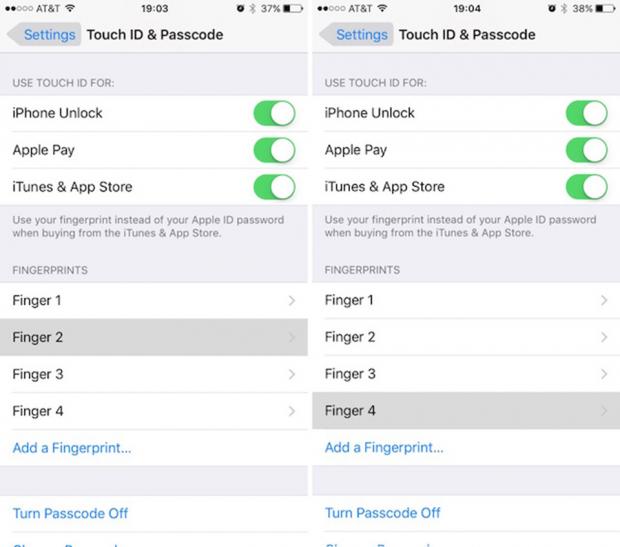 AT&T 19:03 37%
Settings Touch ID & Passcode
USE TOUCH ID FOR:
iPhone Unlock
Apple Pay
iTunes & App Store
Use your fingerprint instead of your Apple ID password
when buying from the iTunes & App Store.
FINGERPRINTS
Finger 1
Finger 2
Finger 3
Finger 4
Add a Fingerprint...
Turn Passcode Off
AT&T 19:04 38%
Settings Touch ID & Passcode
USE TOUCH ID FOR:
iPhone Unlock
Apple Pay
iTunes & App Store
Use your fingerprint instead of your Apple ID password
when buying from the iTunes & App Store.
FINGERPRINTS
Finger 1
Finger 2
Finger 3
Finger 4
Add a Fingerprint...
Turn Passcode Off